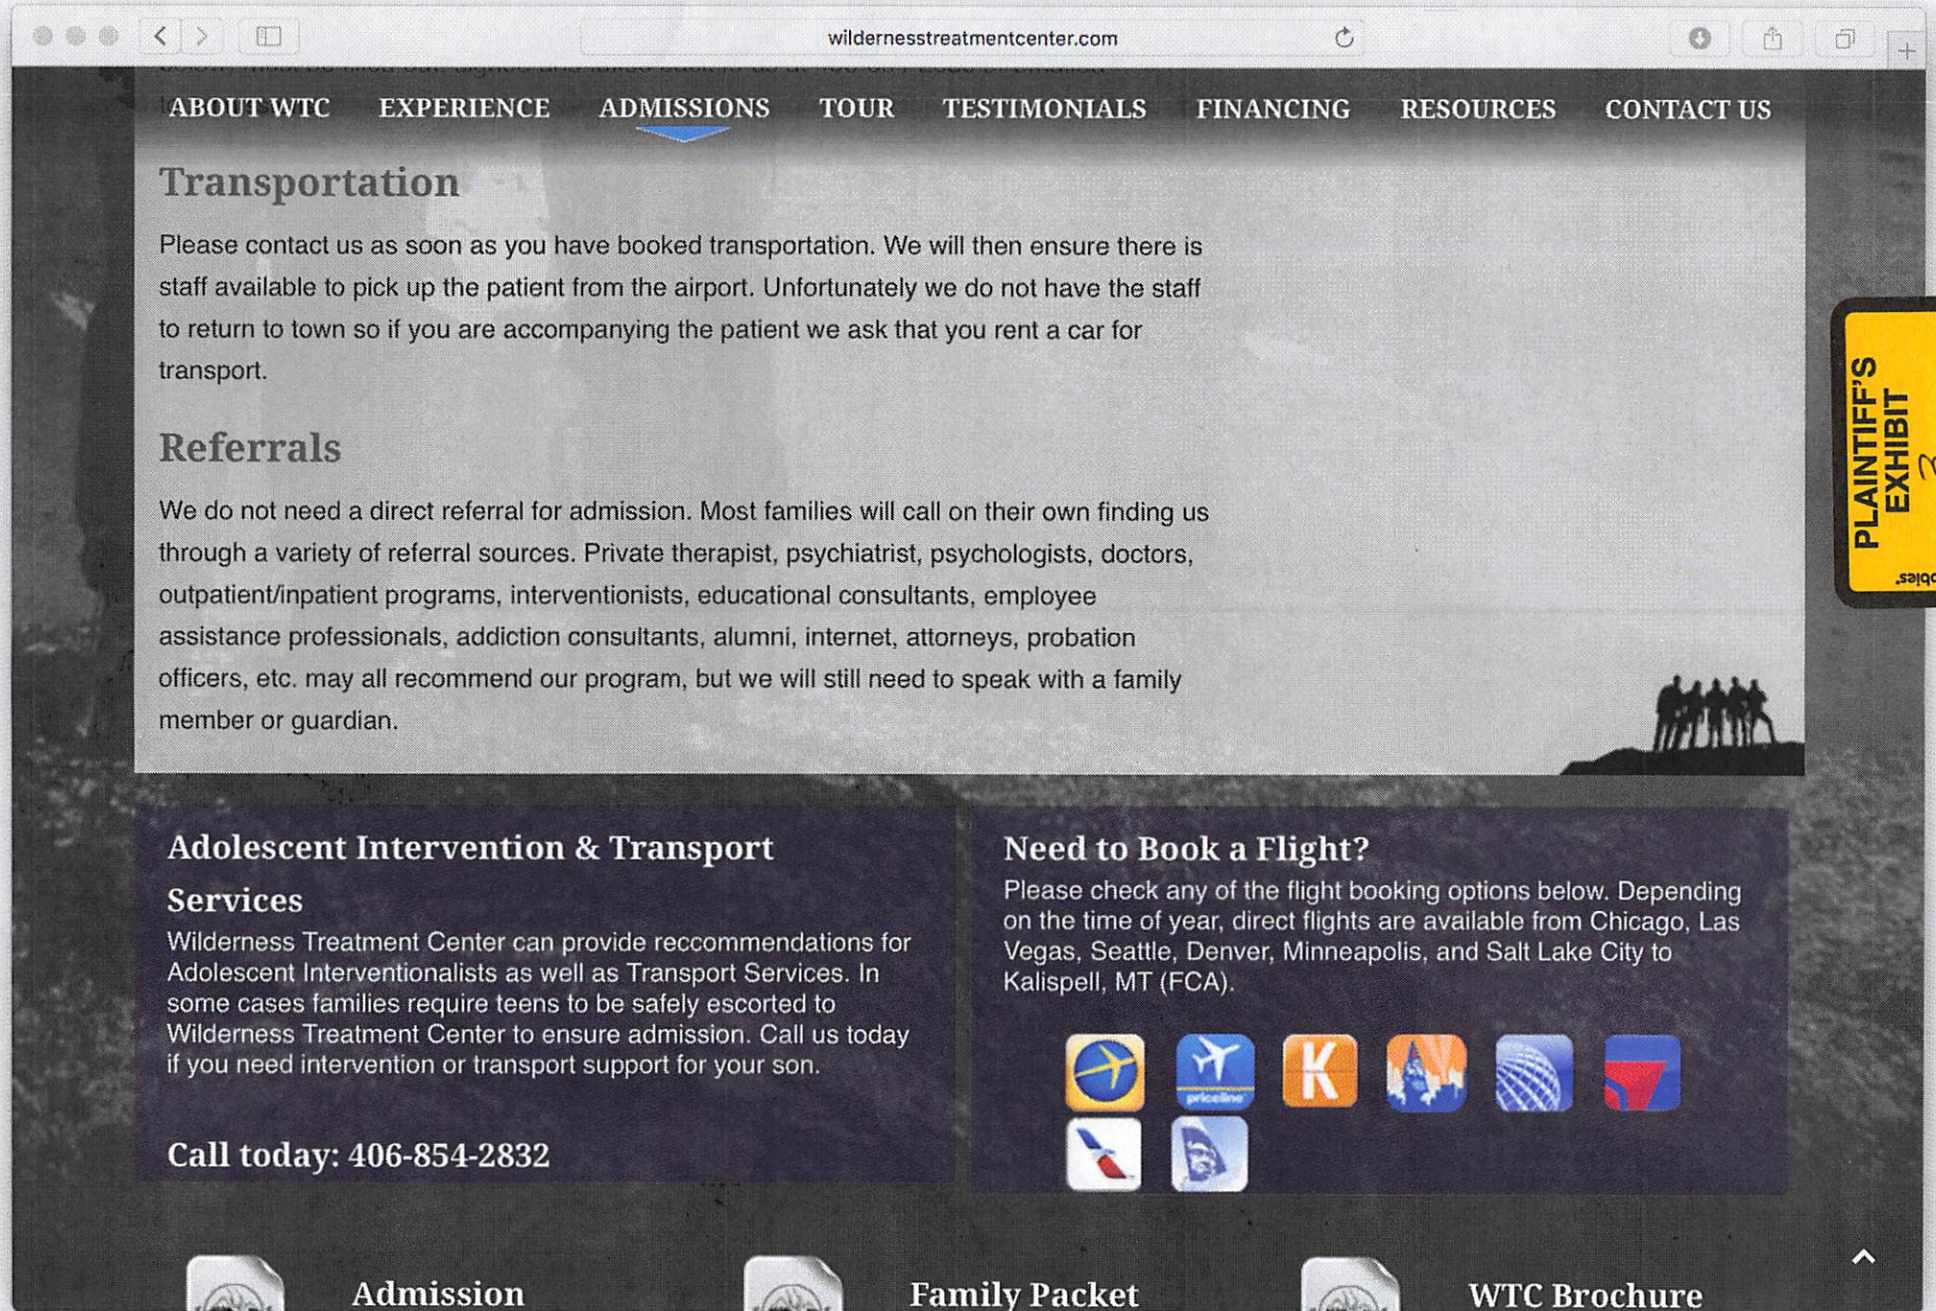 wildernesstreatmentcenter.com
ABOUT WTC EXPERIENCE ADMISSIONS TOUR TESTIMONIALS FINANCING RESOURCES CONTACT US
Transportation
Please contact us as soon as you have booked transportation. We will then ensure there is
staff available to pick up the patient from the airport. Unfortunately we do not have the staff
to return to town so if you are accompanying the patient we ask that you rent a car for
transport.
Referrals
We do not need a direct referral for admission. Most families will call on their own finding us
through a variety of referral sources. Private therapist, psychiatrist, psychologists, doctors,
outpatient/inpatient programs, interventionists, educational consultants, employee
assistance professionals, addiction consultants, alumni, internet, attorneys, probation
officers, etc. may all recommend our program, but we will still need to speak with a family
member or guardian.
PLAINTIFF'S
EXHIBIT
Adolescent Intervention & Transport
Services
Wilderness Treatment Center can provide reccommendations for
Adolescent Interventionalists as well as Transport Services. In
some cases families require teens to be safely escorted to
Wilderness Treatment Center to ensure admission. Call us today
if you need intervention or transport support for your son.
Call today: 406-854-2832
Need to Book a Flight?
Please check any of the flight booking options below. Depending
on the time of year, direct flights are available from Chicago, Las
Vegas, Seattle, Denver, Minneapolis, and Salt Lake City to
Kalispell, MT (FCA).
priceline
K
Admission
Family Packet
WTC Brochure